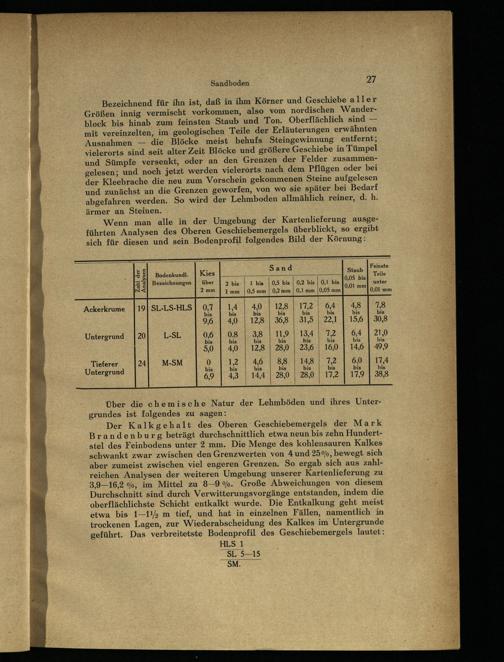 Sandboden
27
Bezeichnend für ihn ist, daß in ihm Körner und Geschiebe aller
Größen innig vermischt vorkommen, also vom nordischen Wander-
block bis hinab zum feinsten Staub und Ton. Oberflächlich sind —
mit vereinzelten, im geologischen Teile der Erläuterungen erwähnten
Ausnahmen — die Blöcke meist behufs Steingewinnung entfernt;
vielerorts sind seit alter Zeit Blöcke und größere Geschiebe in Tümpel
und Sümpfe versenkt, oder an den Grenzen der Felder zusammen-
gelesen; und noch jetzt werden vielerorts nach dem Pflügen oder bei
der Kleebrache die neu zum Vorschein gekommenen Steine aufgelesen
und zunächst an die Grenzen geworfen, von wo sie später bei Bedarf
abgefahren werden. So wird der Lehmboden allmählich reiner, d. h.
ärmer an Steinen.
Wenn man alle in der Umgebung der Kartenlieferung ausge-
führten Analysen des Oberen Geschiebemergels überblickt, so ergibt
sich für diesen und sein Bodenprofil folgendes Bild der Körnung:
Zahl der Analysen
Bodenkundl. Bezeichnungen
Kies über 2 mm
Sand
2 bis 1 mm
1 bis 0,5 mm
0,5 bis 0,2 mm
0,2 bis 0,1 mm
0,1 bis 0,05 mm
Staub 0,05 bis 0,01 mm
Feinste Teile unter 0,01 mm
Ackerkrume 19 SL-LS-HLS 0,7 1,4 4,0 12,8 17,2 6,4 4,8 7,8
bis bis bis bis bis bis bis bis
9,6 4,0 12,8 36,8 31,5 22,1 15,6 30,8
Untergrund 20 L-SL 0,6 0.8 3,8 11,9 13,4 7,2 6,4 21,0
bis bis bis bis bis bis bis bis
5,0 4,0 12,8 28,0 23,6 16,0 14,6 49,9
Tieferer Untergrund 24 M-SM 0 1,2 4,6 8,8 14,8 7,2 6,0 17,4
bis bis bis bis bis bis bis bis
6,9 4,3 14,4 28,0 28,0 17,2 17,9 38,8
Über die chemische Natur der Lehmböden und ihres Unter-
grundes ist folgendes zu sagen:
Der Kalkgehalt des Oberen Geschiebemergels der Mark
Brandenburg beträgt durchschnittlich etwa neun bis zehn Hundert-
stel des Feinbodens unter 2 mm. Die Menge des kohlensauren Kalkes
schwankt zwar zwischen den Grenzwerten von 4 und 25%, bewegt sich
aber zumeist zwischen viel engeren Grenzen. So ergab sich aus zahl-
reichen Analysen der weiteren Umgebung unserer Kartenlieferung zu
3,9—16,2 %, im Mittel zu 8—9 %. Große Abweichungen von diesem
Durchschnitt sind durch Verwitterungsvorgänge entstanden, indem die
oberflächlichste Schicht entkalkt wurde. Die Entkalkung geht meist
etwa bis 1—1½ m tief, und hat in einzelnen Fällen, namentlich in
trockenen Lagen, zur Wiederabscheidung des Kalkes im Untergrunde
geführt. Das verbreitetste Bodenprofil des Geschiebemergels lautet:
HLS 1
SL 5—15
SM.